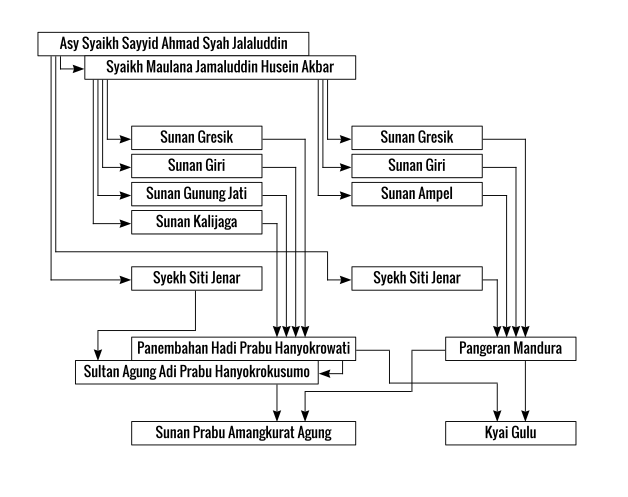 Asy Syaikh Sayyid Ahmad Syah Jalaluddin
Syaikh Maulana Jamaluddin Husein Akbar
Sunan Gresik
Sunan Gresik
Sunan Giri
Sunan Giri
Sunan Gunung Jati
Sunan Ampel
Sunan Kalijaga
Syekh Siti Jenar
Syekh Siti Jenar
Panembahan Hadi Prabu Hanyokrowati
Pangeran Mandura
Sultan Agung Adi Prabu Hanyokrokusumo
Sunan Prabu Amangkurat Agung
Kyai Gulu